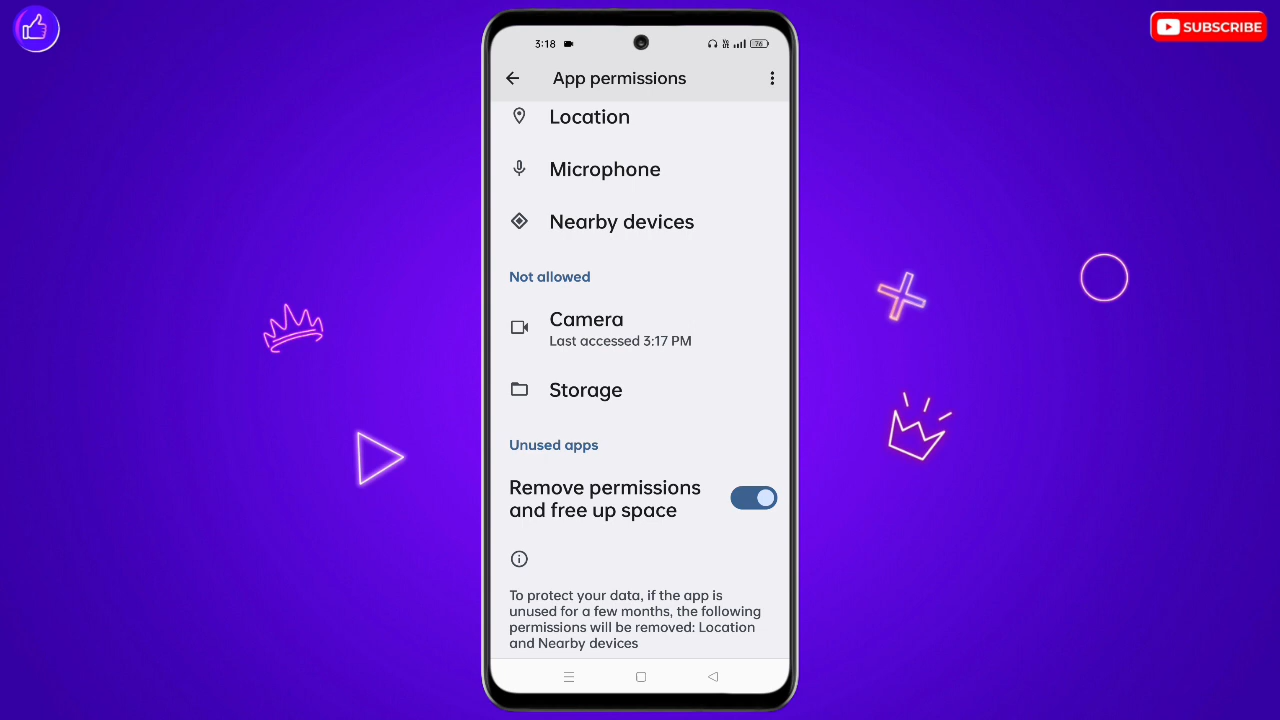 SUBSCRIBE
3:18
76
App permissions
Location
Microphone
Nearby devices
Not allowed
Camera
Last accessed 3:17 PM
Storage
Unused apps
Remove permissions
and free up space
To protect your data, if the app is
unused for a few months, the following
permissions will be removed: Location
and Nearby devices